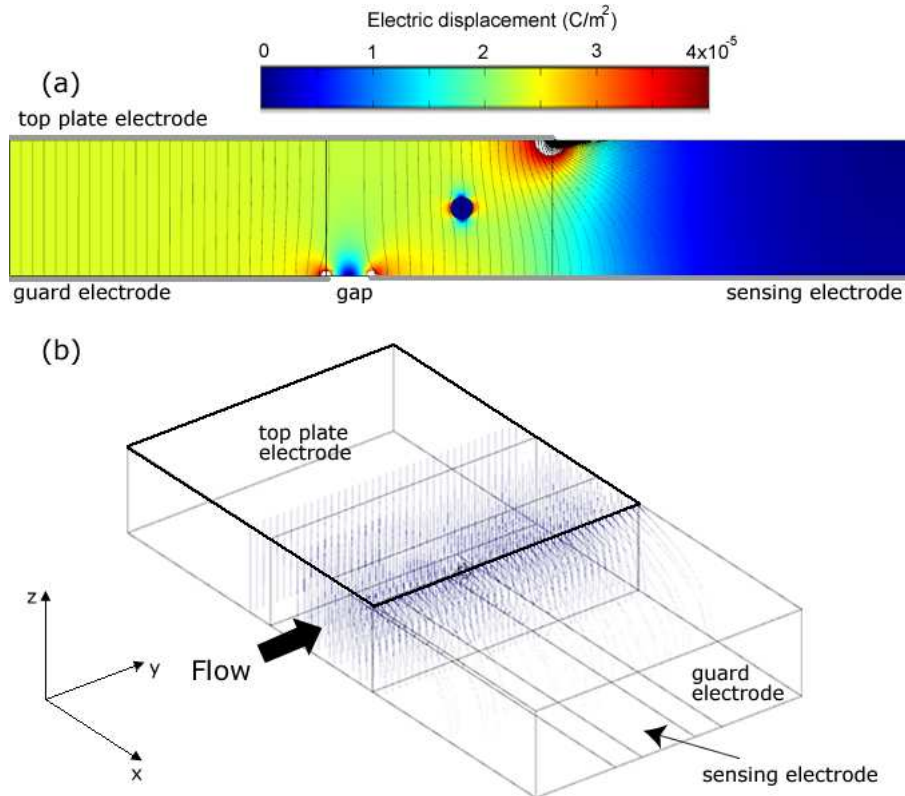 Electric displacement (C/m²)
0 1 2 3 4x10⁻⁵
(a)
top plate electrode
guard electrode gap sensing electrode
(b)
top plate
electrode
z
y
x
Flow
guard
electrode
sensing electrode